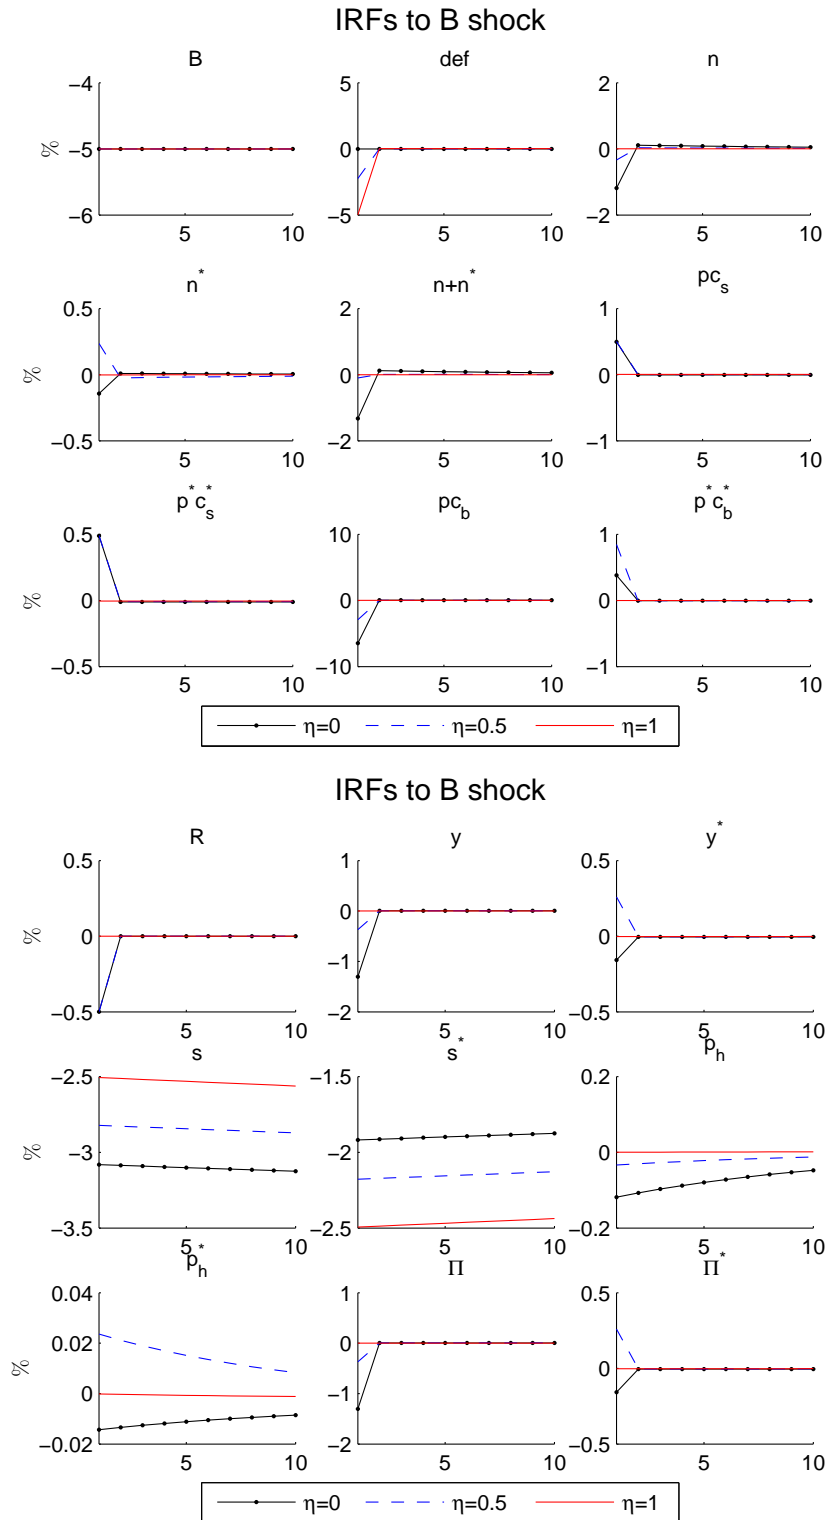 IRFs to B shock
B def n
% −4 −5 −6 5 10
5 0 −5 5 10
2 0 −2 5 10
n* n+n* pc_s
% 0.5 0 −0.5 5 10
2 0 −2 5 10
1 0 −1 5 10
p*c*_s pc_b p*c*_b
% 0.5 0 −0.5 5 10
10 0 −10 5 10
1 0 −1 5 10
η=0 η=0.5 η=1
IRFs to B shock
R y y*
% 0.5 0 −0.5 5 10
1 0 −1 −2 5 10
0.5 0 −0.5 5 10
s s* p_h
% −2.5 −3 −3.5 5 10
−1.5 −2 −2.5 5 10
0.2 0 −0.2 5 10
p*_h Π Π*
% 0.04 0.02 0 −0.02 5 10
1 0 −1 −2 5 10
0.5 0 −0.5 5 10
η=0 η=0.5 η=1